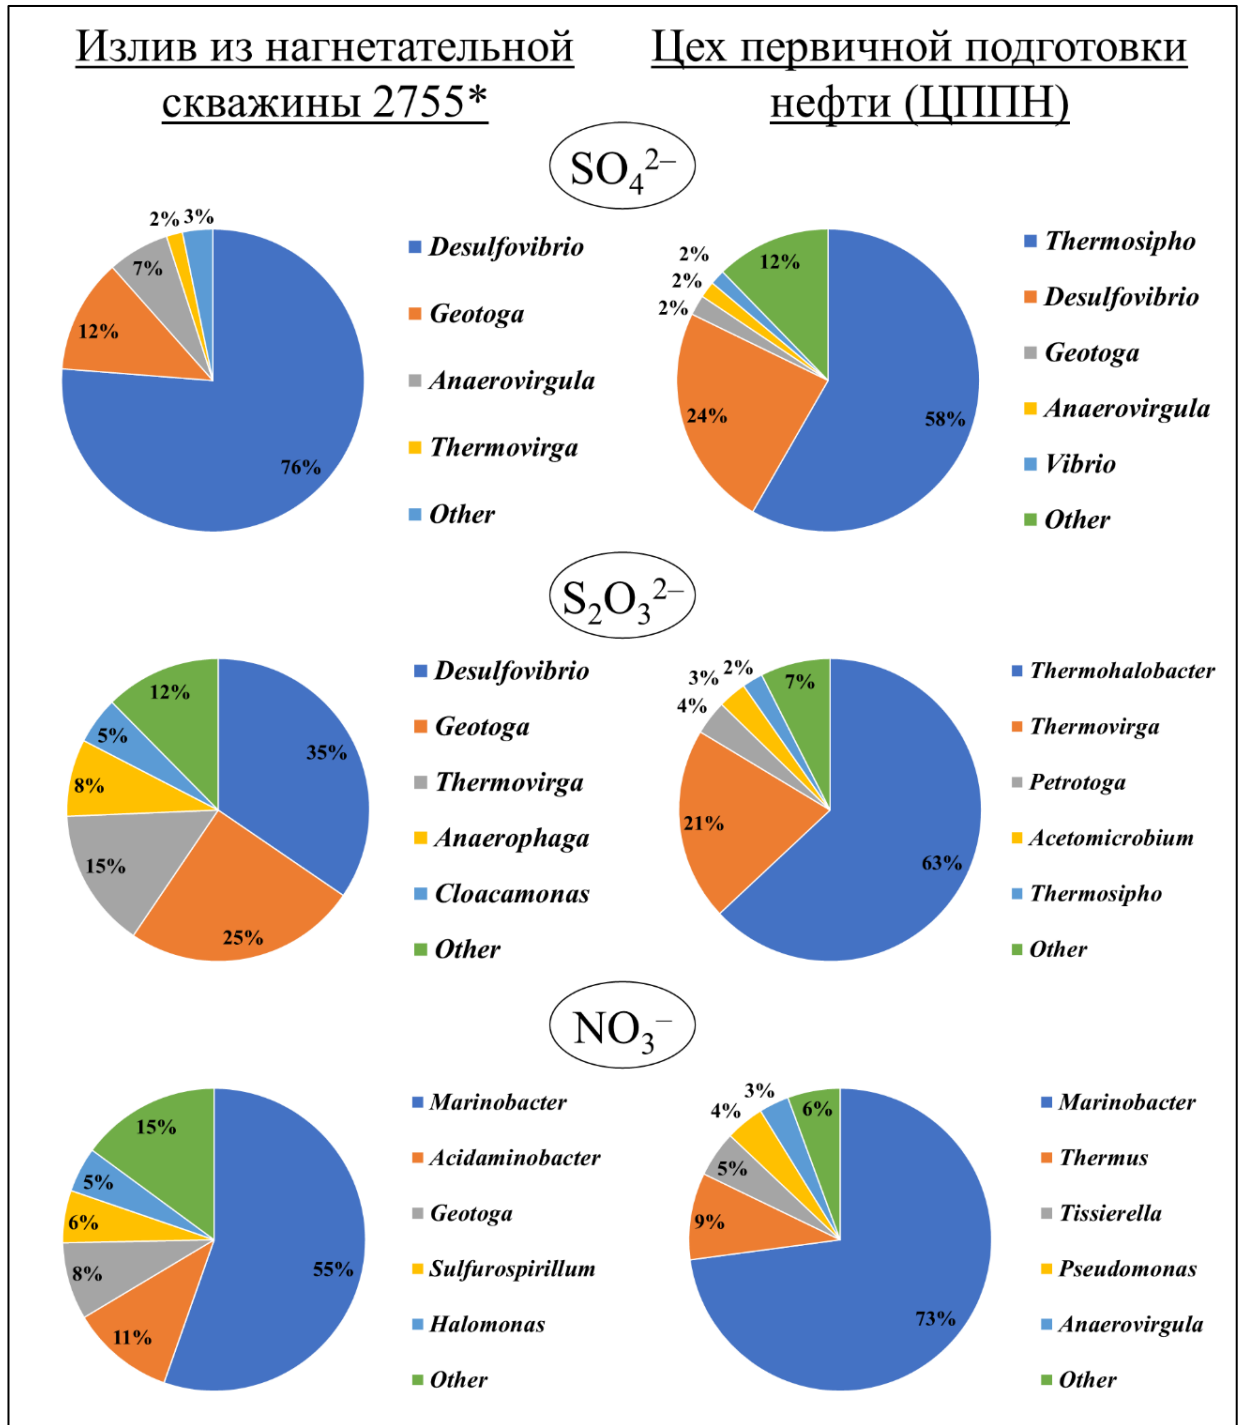 Излив из нагнетательной
скважины 2755*
Цех первичной подготовки
нефти (ЦППН)
SO₄²⁻
2%
3%
7%
12%
76%
Desulfovibrio
Geotoga
Anaerovirgula
Thermovirga
Other
2%
2%
2%
12%
24%
58%
Thermosipho
Desulfovibrio
Geotoga
Anaerovirgula
Vibrio
Other
S₂O₃²⁻
12%
5%
8%
15%
25%
35%
Desulfovibrio
Geotoga
Thermovirga
Anaerophaga
Cloacamonas
Other
2%
3%
4%
7%
21%
63%
Thermohalobacter
Thermovirga
Petrotoga
Acetomicrobium
Thermosipho
Other
NO₃⁻
15%
5%
6%
8%
11%
55%
Marinobacter
Acidaminobacter
Geotoga
Sulfurospirillum
Halomonas
Other
3%
4%
6%
5%
9%
73%
Marinobacter
Thermus
Tissierella
Pseudomonas
Anaerovirgula
Other